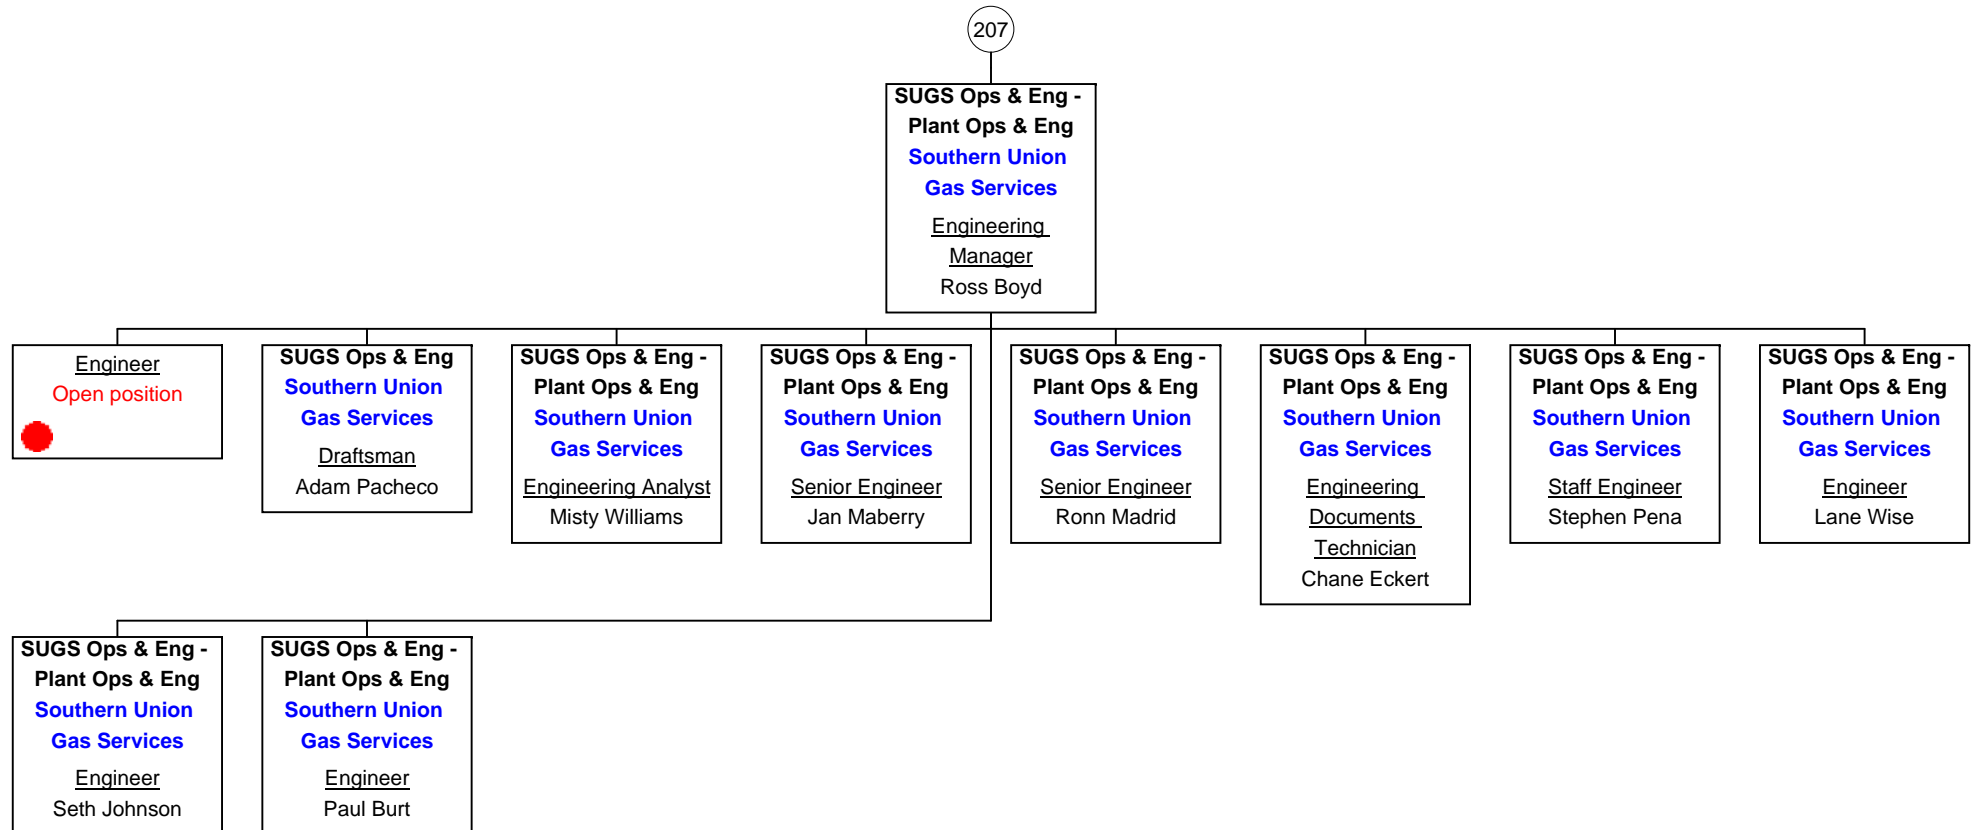 207
SUGS Ops & Eng -
Plant Ops & Eng
Southern Union
Gas Services
Engineering
Manager
Ross Boyd
Engineer
Open position
SUGS Ops & Eng
Southern Union
Gas Services
Draftsman
Adam Pacheco
SUGS Ops & Eng -
Plant Ops & Eng
Southern Union
Gas Services
Engineering Analyst
Misty Williams
SUGS Ops & Eng -
Plant Ops & Eng
Southern Union
Gas Services
Senior Engineer
Jan Maberry
SUGS Ops & Eng -
Plant Ops & Eng
Southern Union
Gas Services
Senior Engineer
Ronn Madrid
SUGS Ops & Eng -
Plant Ops & Eng
Southern Union
Gas Services
Engineering
Documents
Technician
Chane Eckert
SUGS Ops & Eng -
Plant Ops & Eng
Southern Union
Gas Services
Staff Engineer
Stephen Pena
SUGS Ops & Eng -
Plant Ops & Eng
Southern Union
Gas Services
Engineer
Lane Wise
SUGS Ops & Eng -
Plant Ops & Eng
Southern Union
Gas Services
Engineer
Seth Johnson
SUGS Ops & Eng -
Plant Ops & Eng
Southern Union
Gas Services
Engineer
Paul Burt